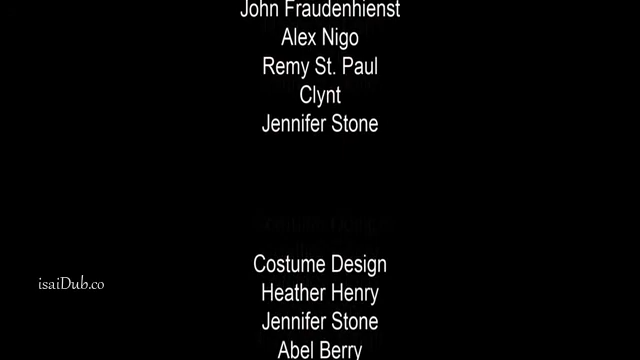 John Fraudenhienst
Alex Nigo
Remy St. Paul
Clynt
Jennifer Stone
Costume Design
isaiDub.co
Heather Henry
Jennifer Stone
Abel Berry